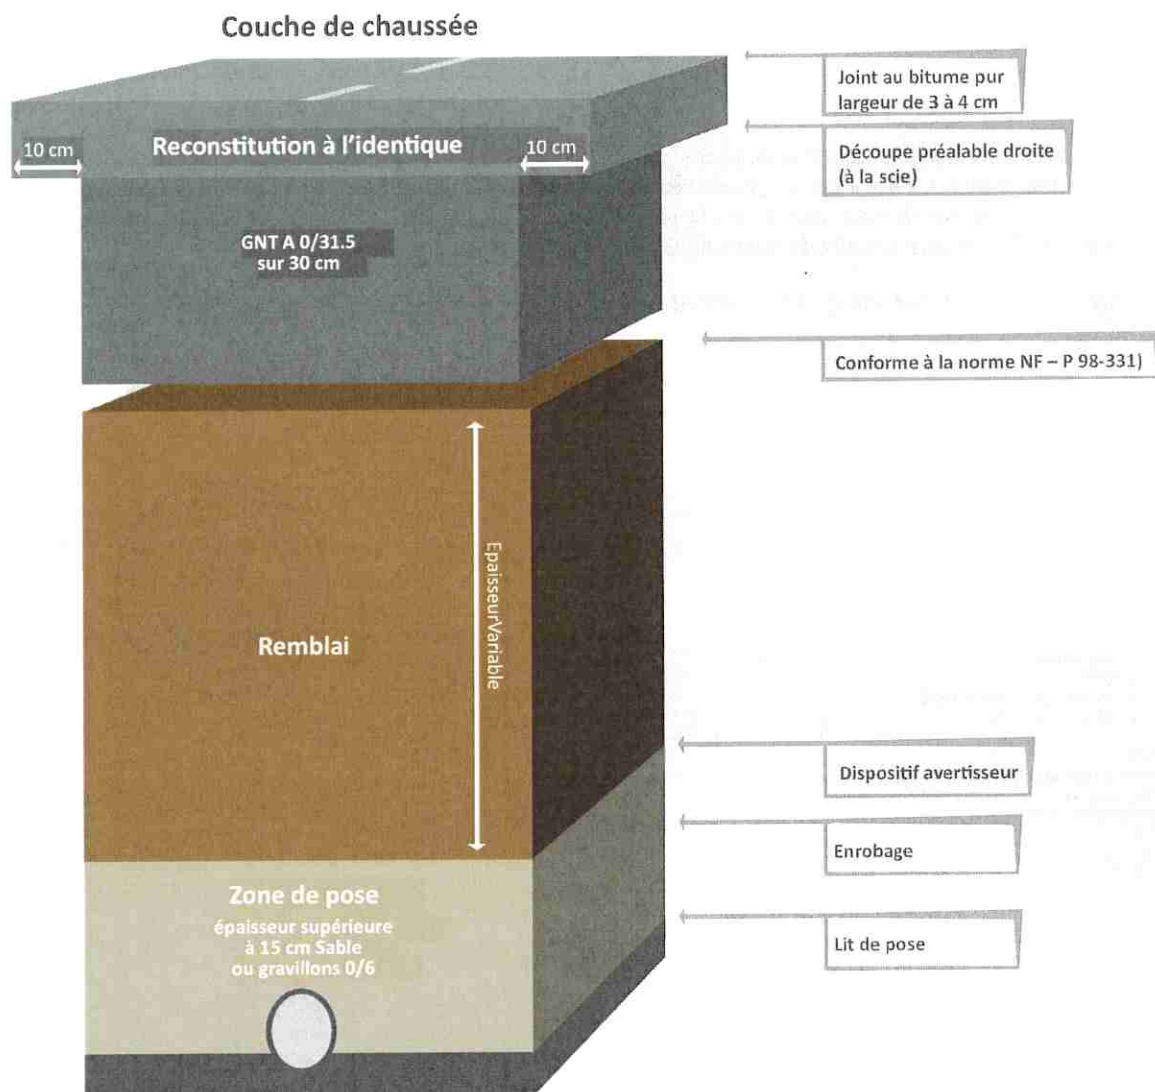 Couche de chaussée
Joint au bitume pur
largeur de 3 à 4 cm
10 cm
Reconstitution à l'identique
10 cm
Découpe préalable droite
(à la scie)
GNT A 0/31.5
sur 30 cm
Conforme à la norme NF – P 98-331)
EpaisseurVariable
Remblai
Dispositif avertisseur
Enrobage
Zone de pose
épaisseur supérieure
à 15 cm Sable
ou gravillons 0/6
Lit de pose